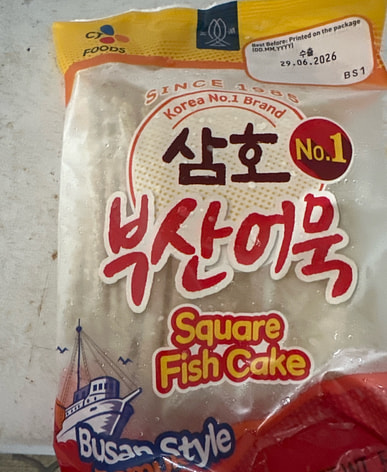 CJ
FOODS
Best Before: Printed on the package
(DD.MM.YYYY)
수출
29.06.2026
BS1
SINCE 1985
Korea No.1 Brand
삼호
No.1
부산어묵
Square
Fish Cake
Busan Style